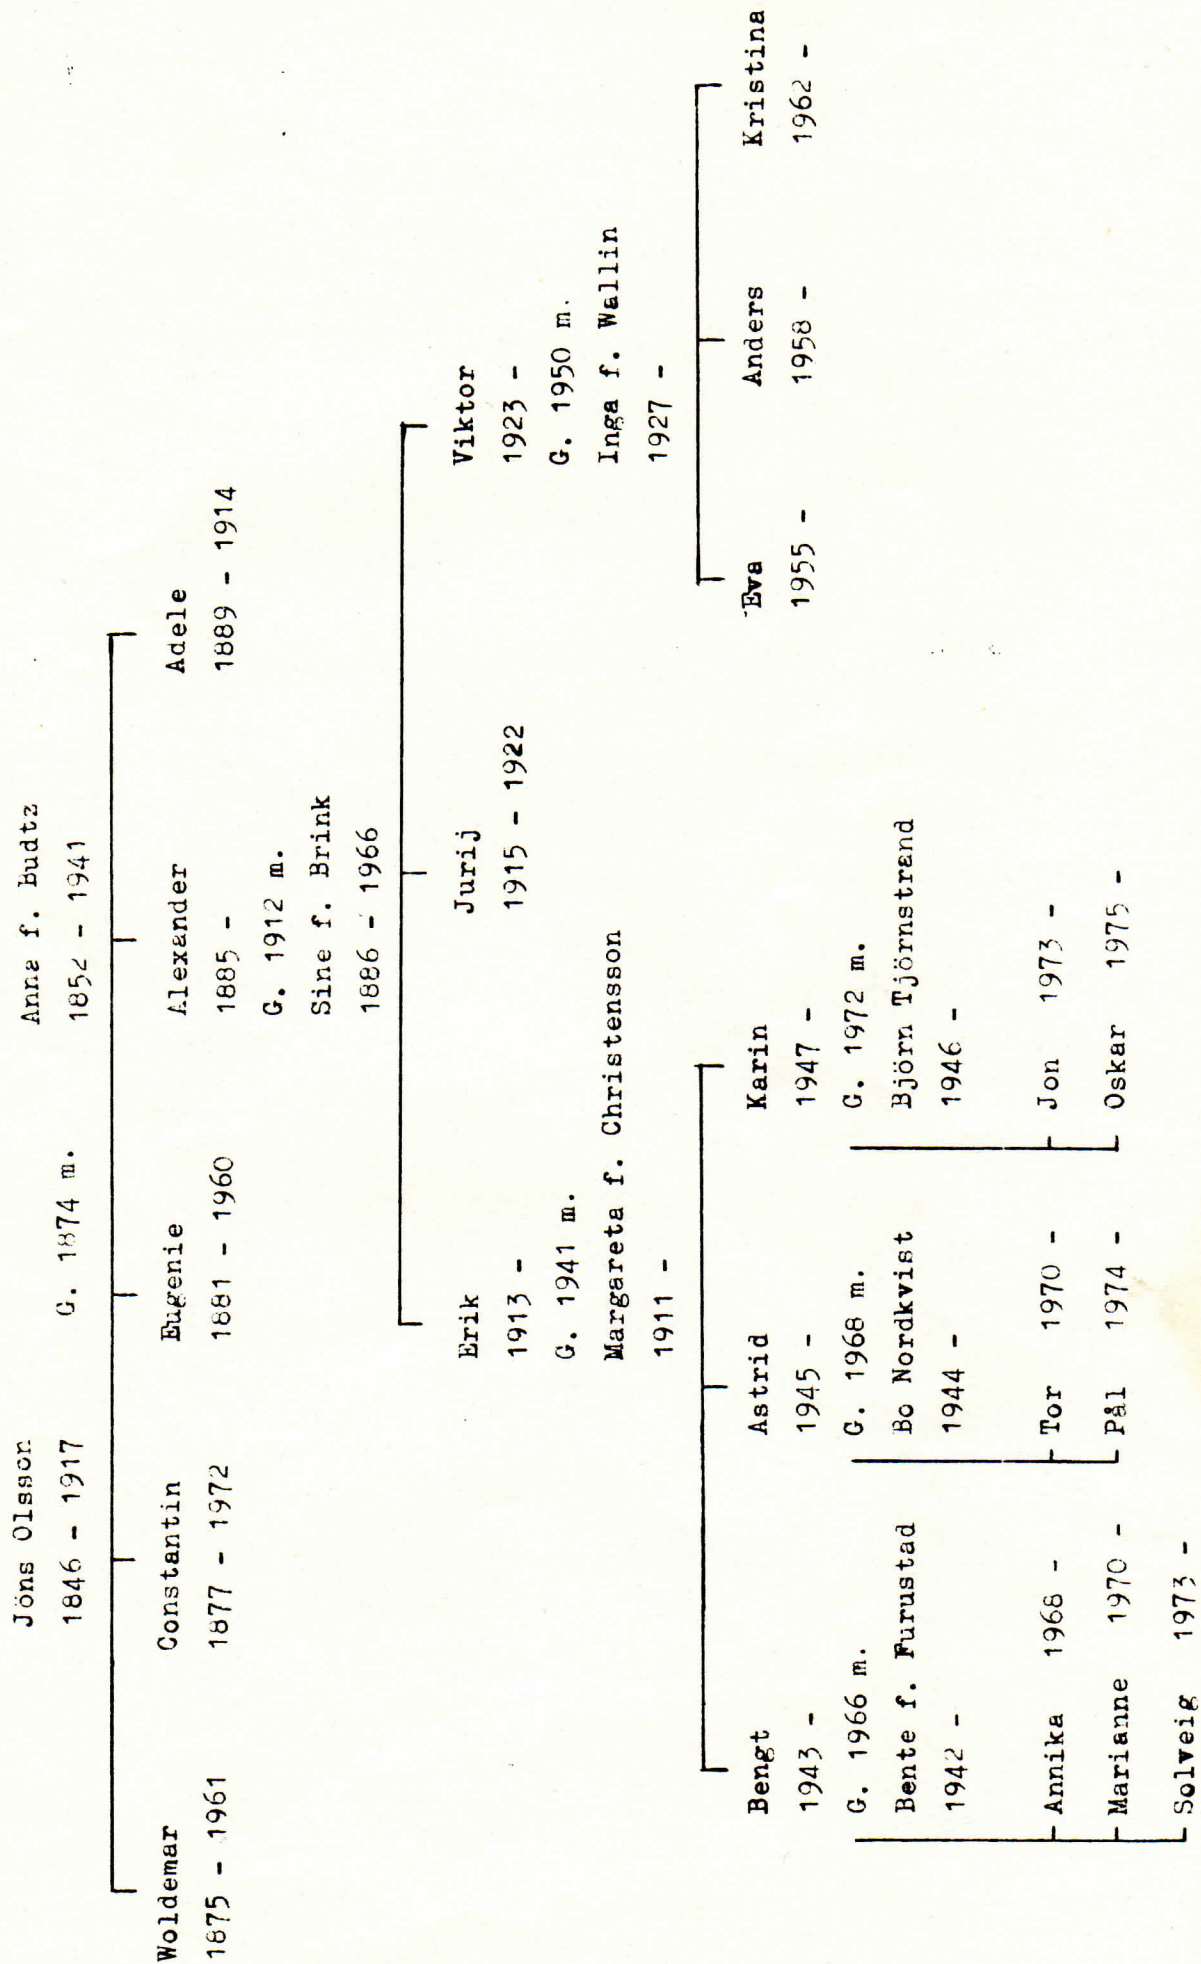 Jöns Olsson
1846 - 1917
G. 1874 m.
Anna f. Budtz
1852 - 1941
Woldemar
1875 - 1961
Constantin
1877 - 1972
Eugenie
1881 - 1960
Alexander
1885 -
G. 1912 m.
Sine f. Brink
1886 - 1966
Adele
1889 - 1914
Erik
1913 -
G. 1941 m.
Margareta f. Christensson
1911 -
Jurij
1915 - 1922
Viktor
1923 -
G. 1950 m.
Inga f. Wallin
1927 -
Bengt
1943 -
G. 1966 m.
Bente f. Furustad
1942 -
Annika 1968 -
Marianne 1970 -
Solveig 1973 -
Astrid
1945 -
G. 1968 m.
Bo Nordkvist
1944 -
Tor 1970 -
Pål 1974 -
Karin
1947 -
G. 1972 m.
Björn Tjörnstrand
1946 -
Jon 1973 -
Oskar 1975 -
Eva
1955 -
Anders
1958 -
Kristina
1962 -